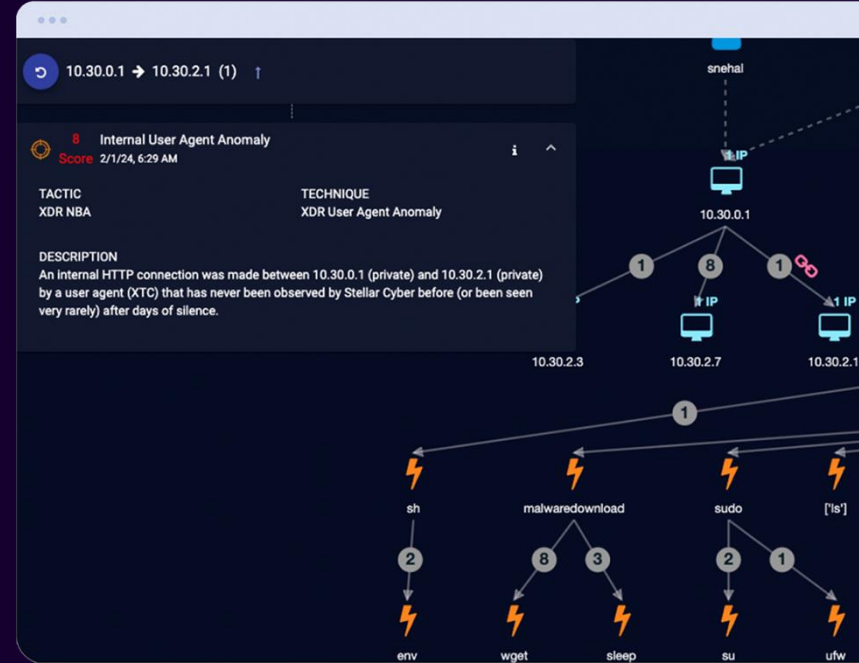 10.30.0.1 → 10.30.2.1 (1) ↑
8 Internal User Agent Anomaly
Score 2/1/24, 6:29 AM
i
TACTIC TECHNIQUE
XDR NBA XDR User Agent Anomaly
DESCRIPTION
An internal HTTP connection was made between 10.30.0.1 (private) and 10.30.2.1 (private)
by a user agent (XTC) that has never been observed by Stellar Cyber before (or been seen
very rarely) after days of silence.
snehal
1 IP
10.30.0.1
1 8 1
1 IP 1 IP
10.30.2.3 10.30.2.7 10.30.2.1
1
sh malwaredownload sudo ['ls']
2 8 3 2 1
env wget sleep su ufw